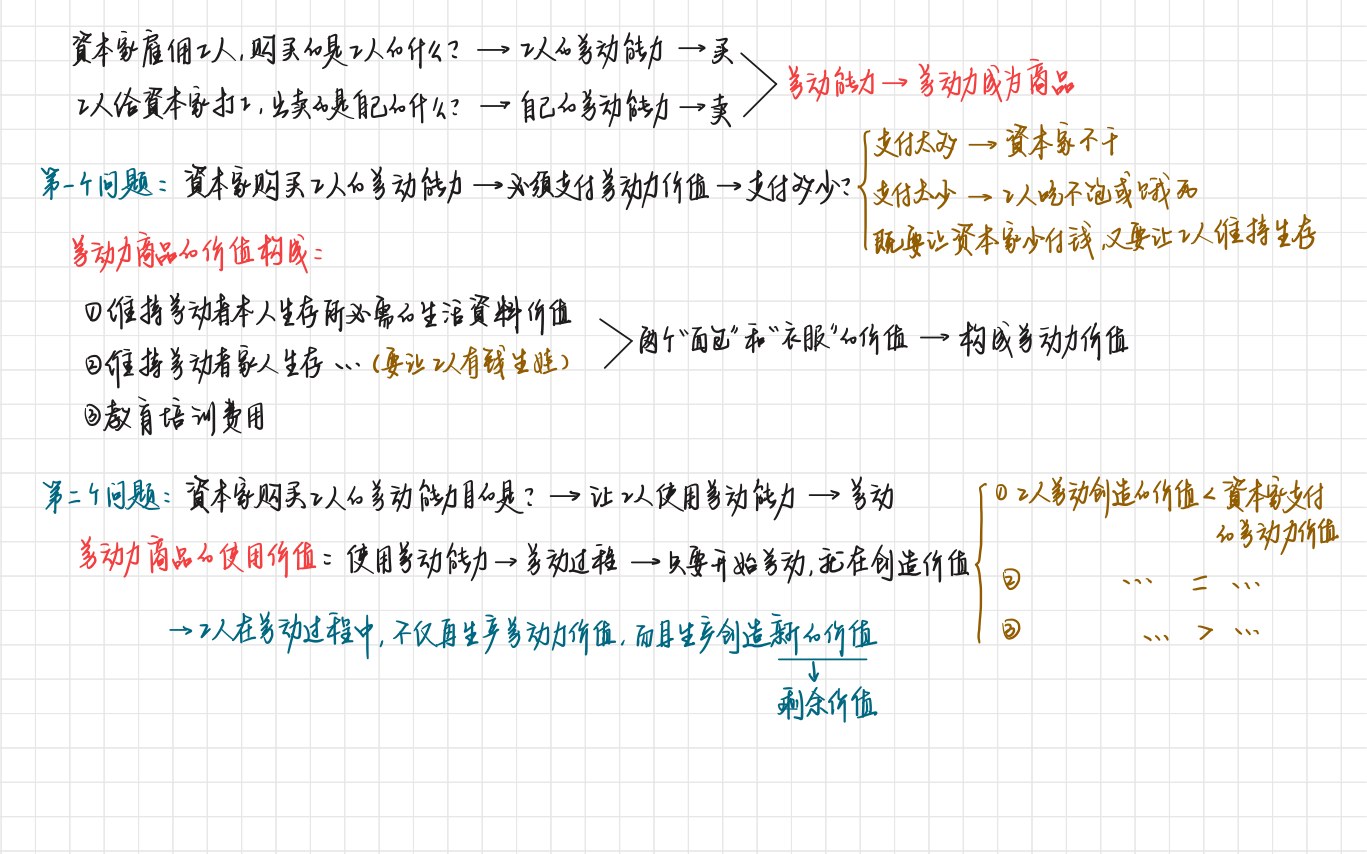 資本家雇佣工人,购买的是工人的什么? → 工人的劳动能力 → 买
工人给資本家打工,出卖的是自己的什么? → 自己的劳动能力 → 卖
劳动能力 → 劳动力成为商品
第一个问题: 資本家购买工人的劳动能力 → 必须支付劳动力价值 → 支付多少?
支付太多 → 資本家不干
支付太少 → 工人吃不饱或饿死
既要让資本家少付钱,又要让工人维持生存
劳动力商品的价值构成:
①维持劳动者本人生存所必需的生活資料价值
②维持劳动者家人生存 … (要让工人有钱生娃)
③教育培训费用
两个"面包"和"衣服"的价值 → 构成劳动力价值
第二个问题: 資本家购买工人的劳动能力目的是? → 让工人使用劳动能力 → 劳动
劳动力商品的使用价值: 使用劳动能力 → 劳动过程 → 只要开始劳动,就在创造价值
① 工人劳动创造的价值 < 資本家支付
的劳动力价值
② … = …
③ … > …
→ 工人在劳动过程中,不仅再生产劳动力价值,而且生产创造新的价值
↓
剩余价值